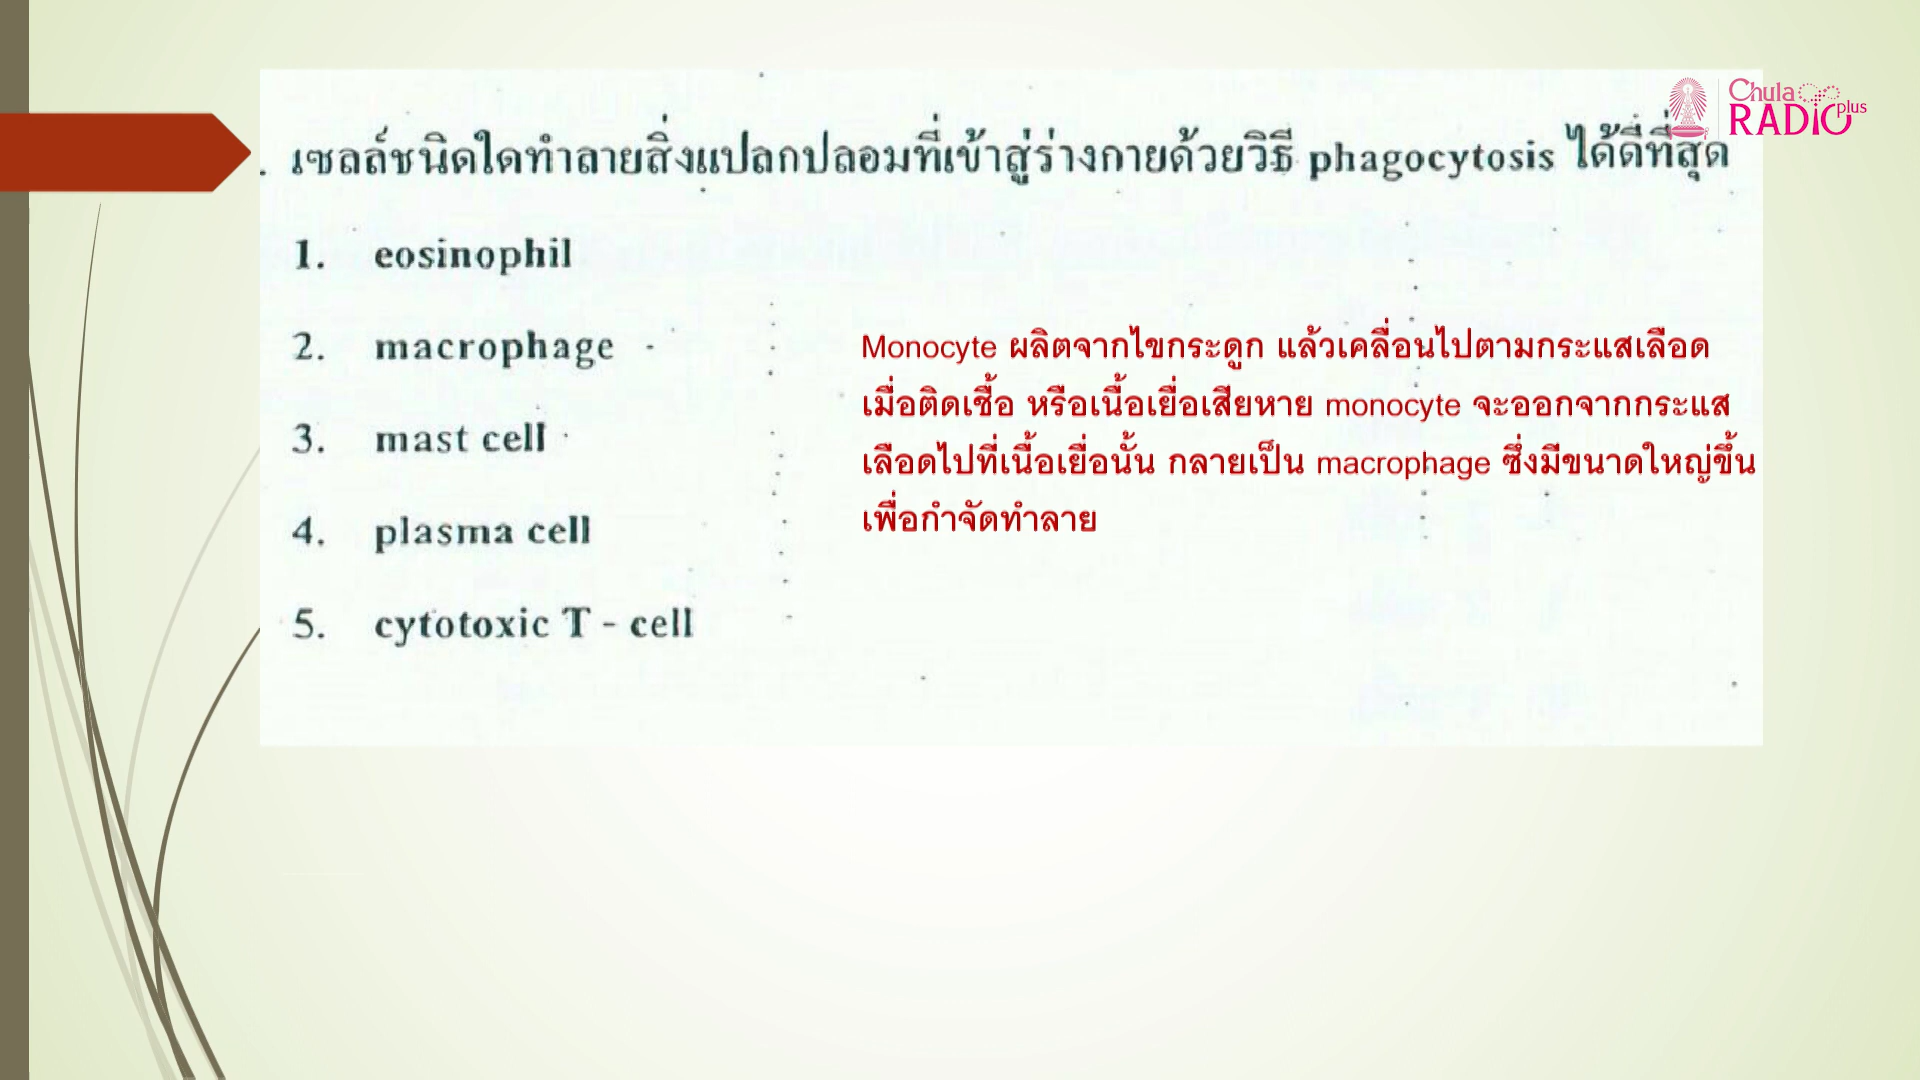 Chula
RADIO plus
. เซลล์ชนิดใดทำลายสิ่งแปลกปลอมที่เข้าสู่ร่างกายด้วยวิธี phagocytosis ได้ดีที่สุด
1. eosinophil
2. macrophage
3. mast cell
4. plasma cell
5. cytotoxic T - cell
Monocyte ผลิตจากไขกระดูก แล้วเคลื่อนไปตามกระแสเลือด
เมื่อติดเชื้อ หรือเนื้อเยื่อเสียหาย monocyte จะออกจากกระแส
เลือดไปที่เนื้อเยื่อนั้น กลายเป็น macrophage ซึ่งมีขนาดใหญ่ขึ้น
เพื่อกำจัดทำลาย